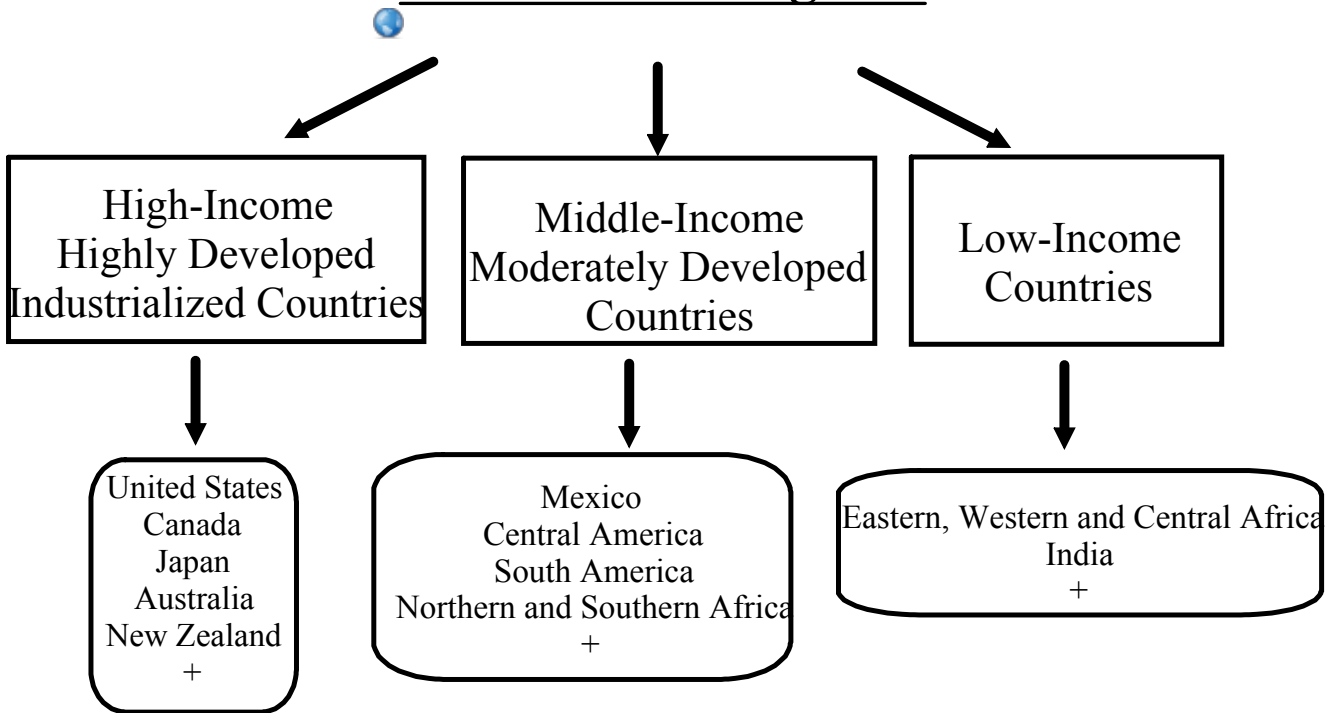 High-Income
Highly Developed
Industrialized Countries
Middle-Income
Moderately Developed
Countries
Low-Income
Countries
United States
Canada
Japan
Australia
New Zealand
+
Mexico
Central America
South America
Northern and Southern Africa
+
Eastern, Western and Central Africa
India
+